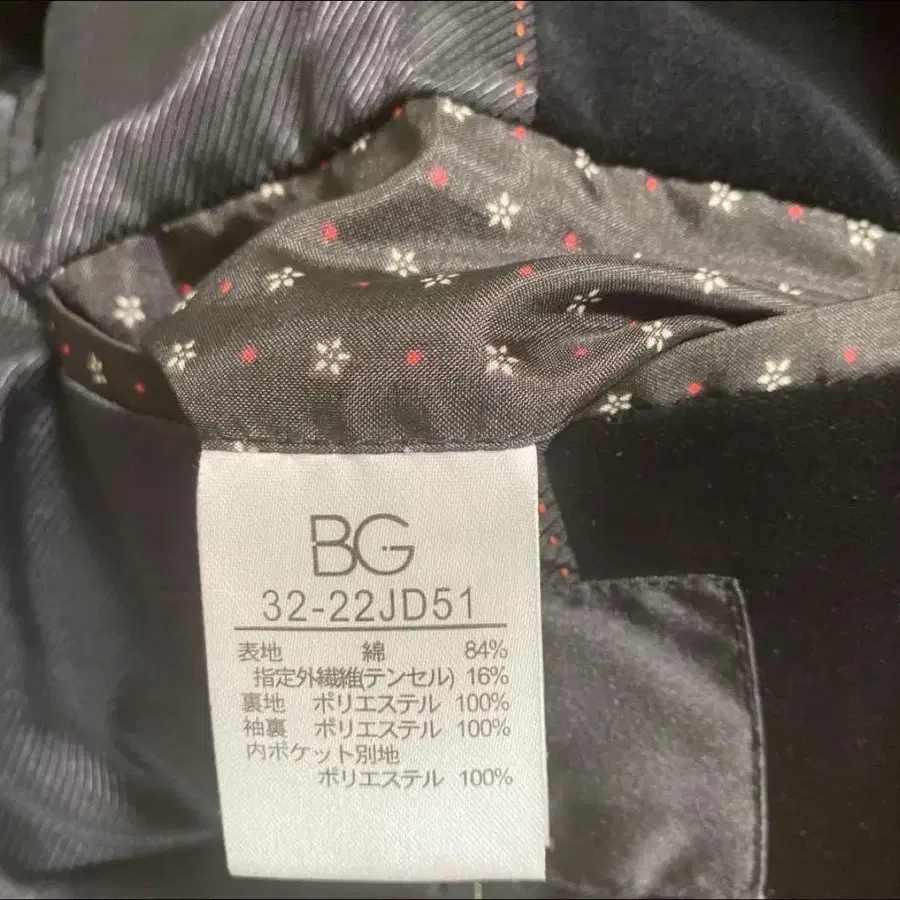 BG
32-22JD51
表地 綿 84%
指定外繊維(テンセル) 16%
裏地 ポリエステル 100%
袖裏 ポリエステル 100%
内ポケット別地
ポリエステル 100%